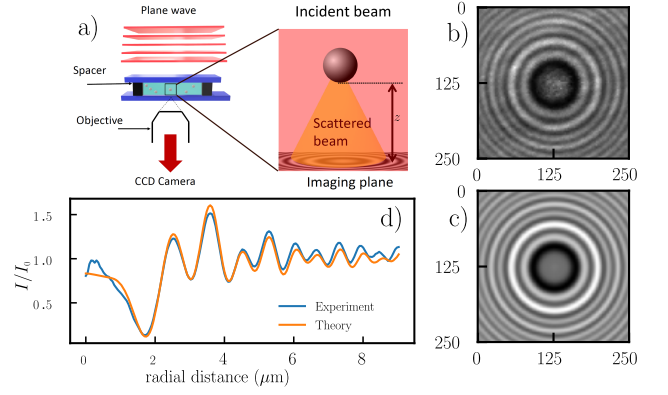 a)
Plane wave
Spacer
Objective
CCD Camera
Incident beam
Scattered
beam
z
Imaging plane
b)
0
125
250
0
125
250
c)
0
125
250
0
125
250
d)
I/I₀
1.5
1.0
0.5
Experiment
Theory
0
2
4
6
8
radial distance (μm)